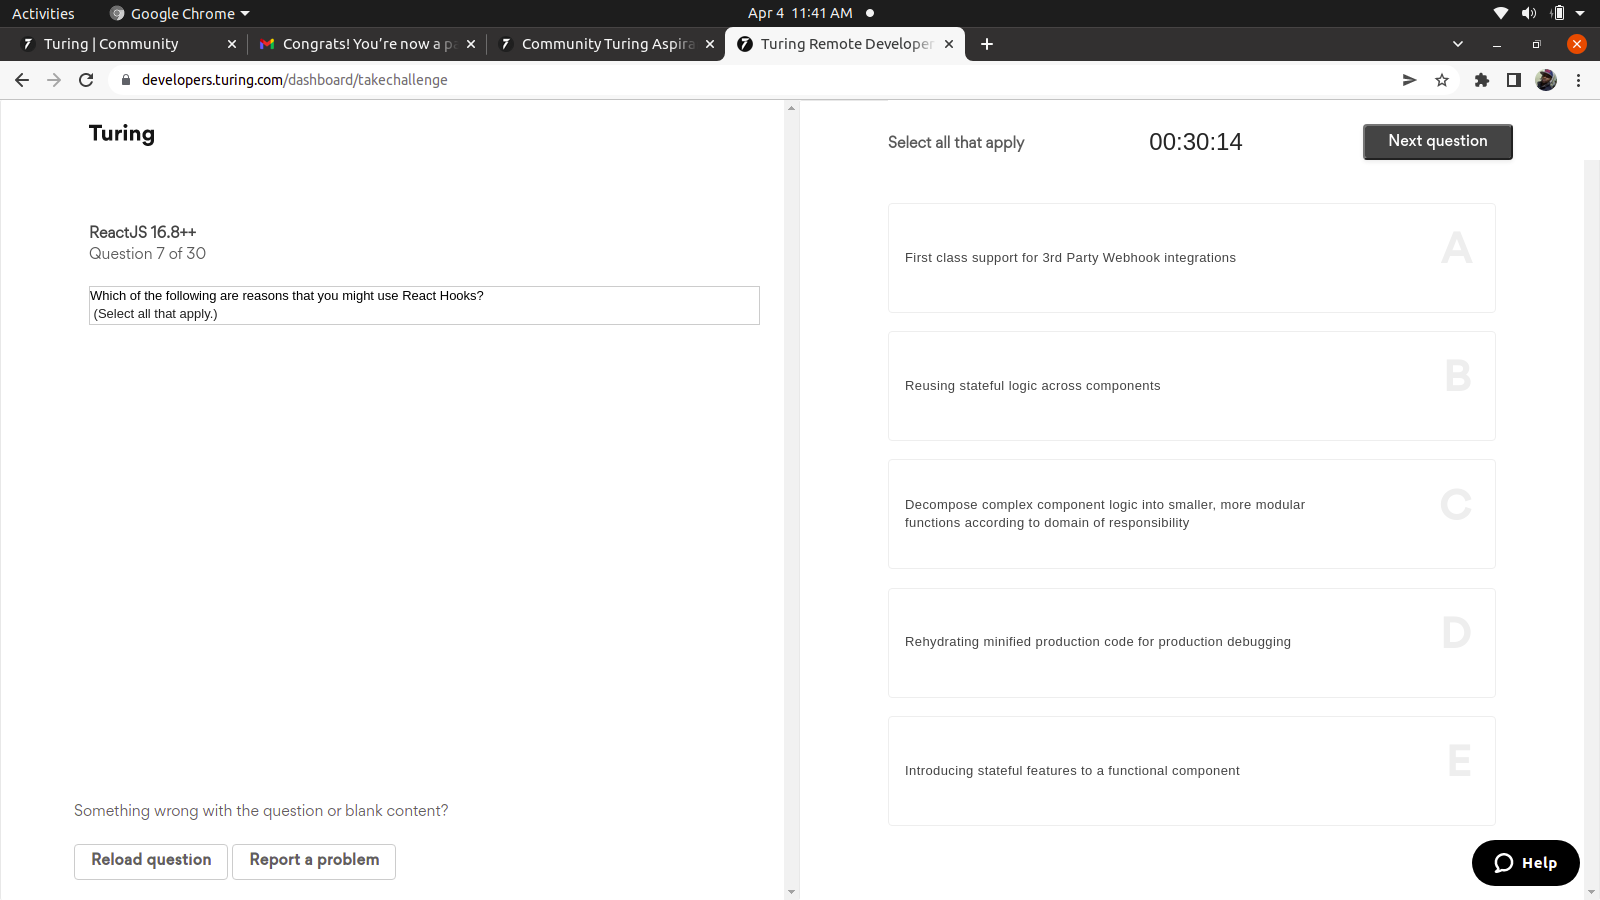 Activities
Google Chrome
Apr 4 11:41 AM
Turing | Community
Congrats! You're now a pa
Community Turing Aspira
Turing Remote Developer
developers.turing.com/dashboard/takechallenge
Turing
Select all that apply
00:30:14
Next question
ReactJS 16.8++
Question 7 of 30
Which of the following are reasons that you might use React Hooks?
(Select all that apply.)
First class support for 3rd Party Webhook integrations
A
Reusing stateful logic across components
B
Decompose complex component logic into smaller, more modular
functions according to domain of responsibility
C
Rehydrating minified production code for production debugging
D
Introducing stateful features to a functional component
E
Something wrong with the question or blank content?
Reload question
Report a problem
Help